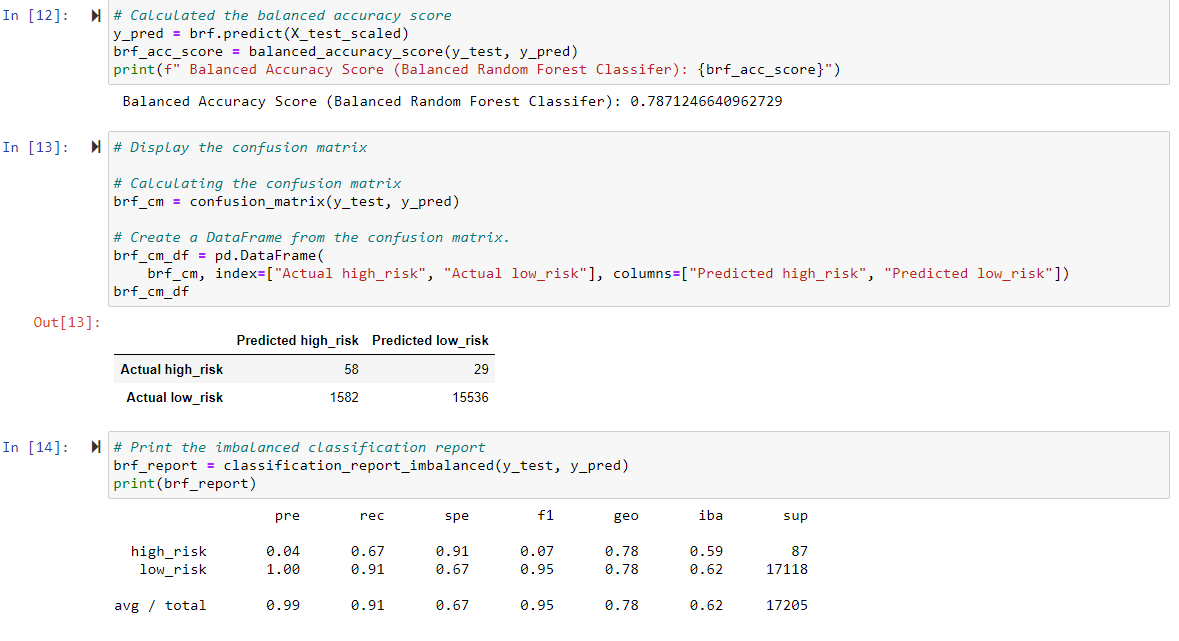 In [12]:
# Calculated the balanced accuracy score
y_pred = brf.predict(X_test_scaled)
brf_acc_score = balanced_accuracy_score(y_test, y_pred)
print(f" Balanced Accuracy Score (Balanced Random Forest Classifer): {brf_acc_score}")
Balanced Accuracy Score (Balanced Random Forest Classifer): 0.7871246640962729
In [13]:
# Display the confusion matrix
# Calculating the confusion matrix
brf_cm = confusion_matrix(y_test, y_pred)
# Create a DataFrame from the confusion matrix.
brf_cm_df = pd.DataFrame(
brf_cm, index=["Actual high_risk", "Actual low_risk"], columns=["Predicted high_risk", "Predicted low_risk"])
brf_cm_df
Out[13]:
Predicted high_risk Predicted low_risk
Actual high_risk 58 29
Actual low_risk 1582 15536
In [14]:
# Print the imbalanced classification report
brf_report = classification_report_imbalanced(y_test, y_pred)
print(brf_report)
pre rec spe f1 geo iba sup
high_risk 0.04 0.67 0.91 0.07 0.78 0.59 87
low_risk 1.00 0.91 0.67 0.95 0.78 0.62 17118
avg / total 0.99 0.91 0.67 0.95 0.78 0.62 17205